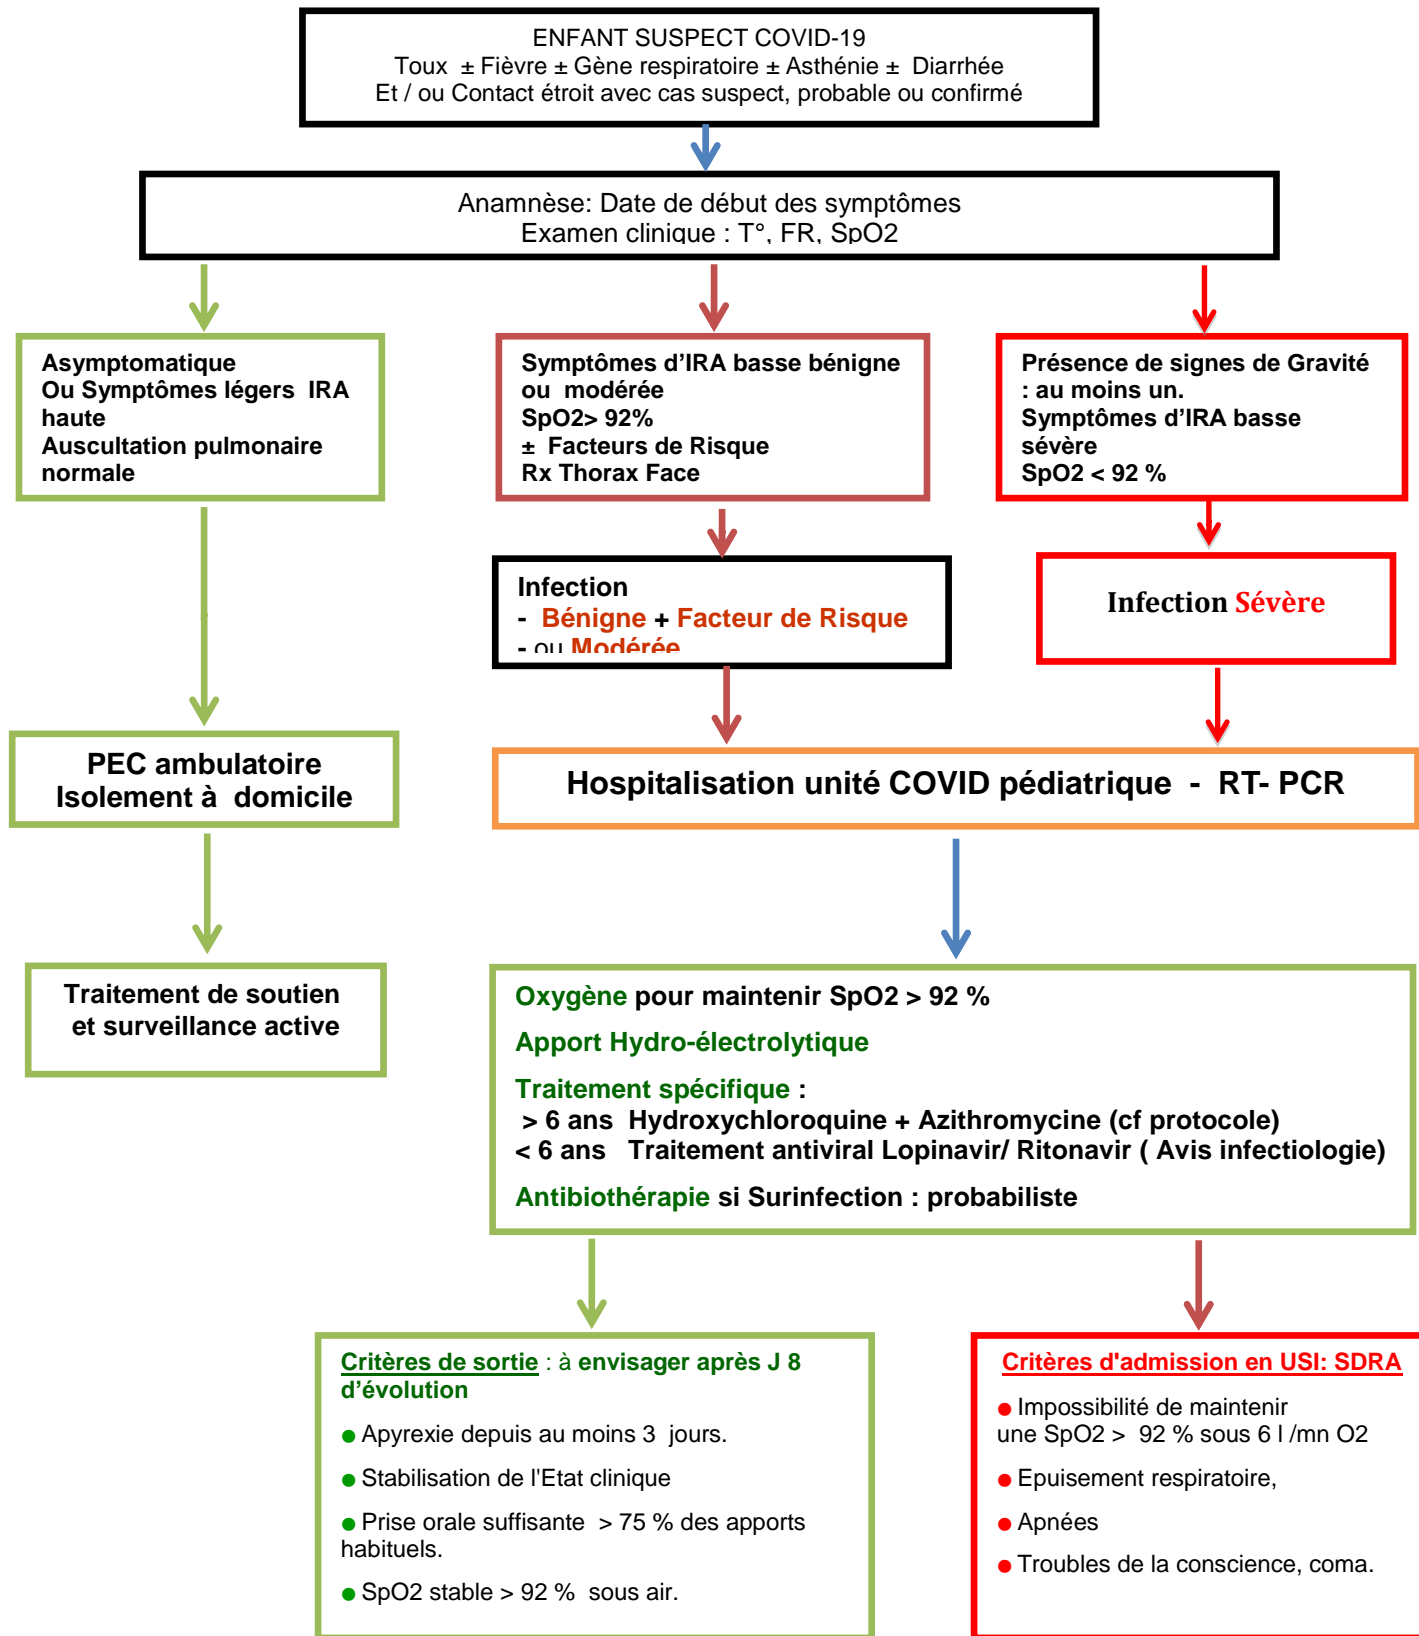 ENFANT SUSPECT COVID-19
Toux ± Fièvre ± Gène respiratoire ± Asthénie ± Diarrhée
Et / ou Contact étroit avec cas suspect, probable ou confirmé
Anamnèse: Date de début des symptômes
Examen clinique : T°, FR, SpO2
Asymptomatique
Ou Symptômes légers IRA
haute
Auscultation pulmonaire
normale
Symptômes d’IRA basse bénigne
ou modérée
SpO2> 92%
± Facteurs de Risque
Rx Thorax Face
Présence de signes de Gravité
: au moins un.
Symptômes d’IRA basse
sévère
SpO2 < 92 %
Infection
- Bénigne + Facteur de Risque
- ou Modérée
Infection Sévère
PEC ambulatoire
Isolement à domicile
Hospitalisation unité COVID pédiatrique - RT- PCR
Traitement de soutien
et surveillance active
Oxygène pour maintenir SpO2 > 92 %
Apport Hydro-électrolytique
Traitement spécifique :
> 6 ans Hydroxychloroquine + Azithromycine (cf protocole)
< 6 ans Traitement antiviral Lopinavir/ Ritonavir ( Avis infectiologie)
Antibiothérapie si Surinfection : probabiliste
Critères de sortie : à envisager après J 8
d’évolution
● Apyrexie depuis au moins 3 jours.
● Stabilisation de l'Etat clinique
● Prise orale suffisante > 75 % des apports
habituels.
● SpO2 stable > 92 % sous air.
Critères d'admission en USI: SDRA
● Impossibilité de maintenir
une SpO2 > 92 % sous 6 l /mn O2
● Epuisement respiratoire,
● Apnées
● Troubles de la conscience, coma.